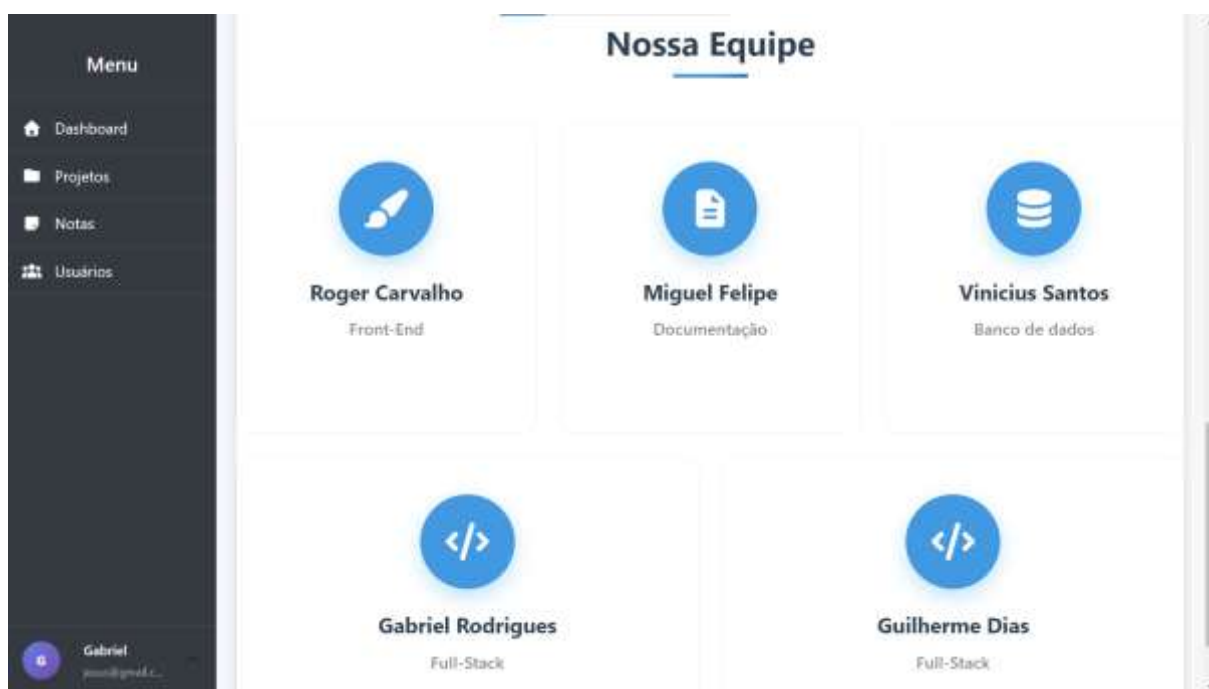 Menu
Dashboard
Projetos
Notas
Usuários
Nossa Equipe
Roger Carvalho
Front-End
Miguel Felipe
Documentação
Vinicius Santos
Banco de dados
Gabriel Rodrigues
Full-Stack
Guilherme Dias
Full-Stack
G
Gabriel